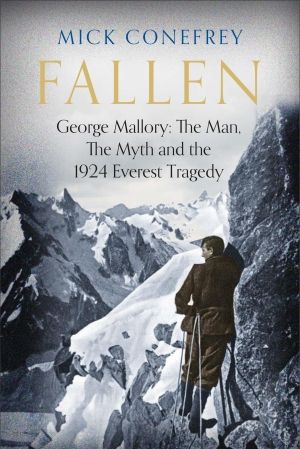 MICK CONEFREY
FALLEN
George Mallory: The Man,
The Myth and the
1924 Everest Tragedy